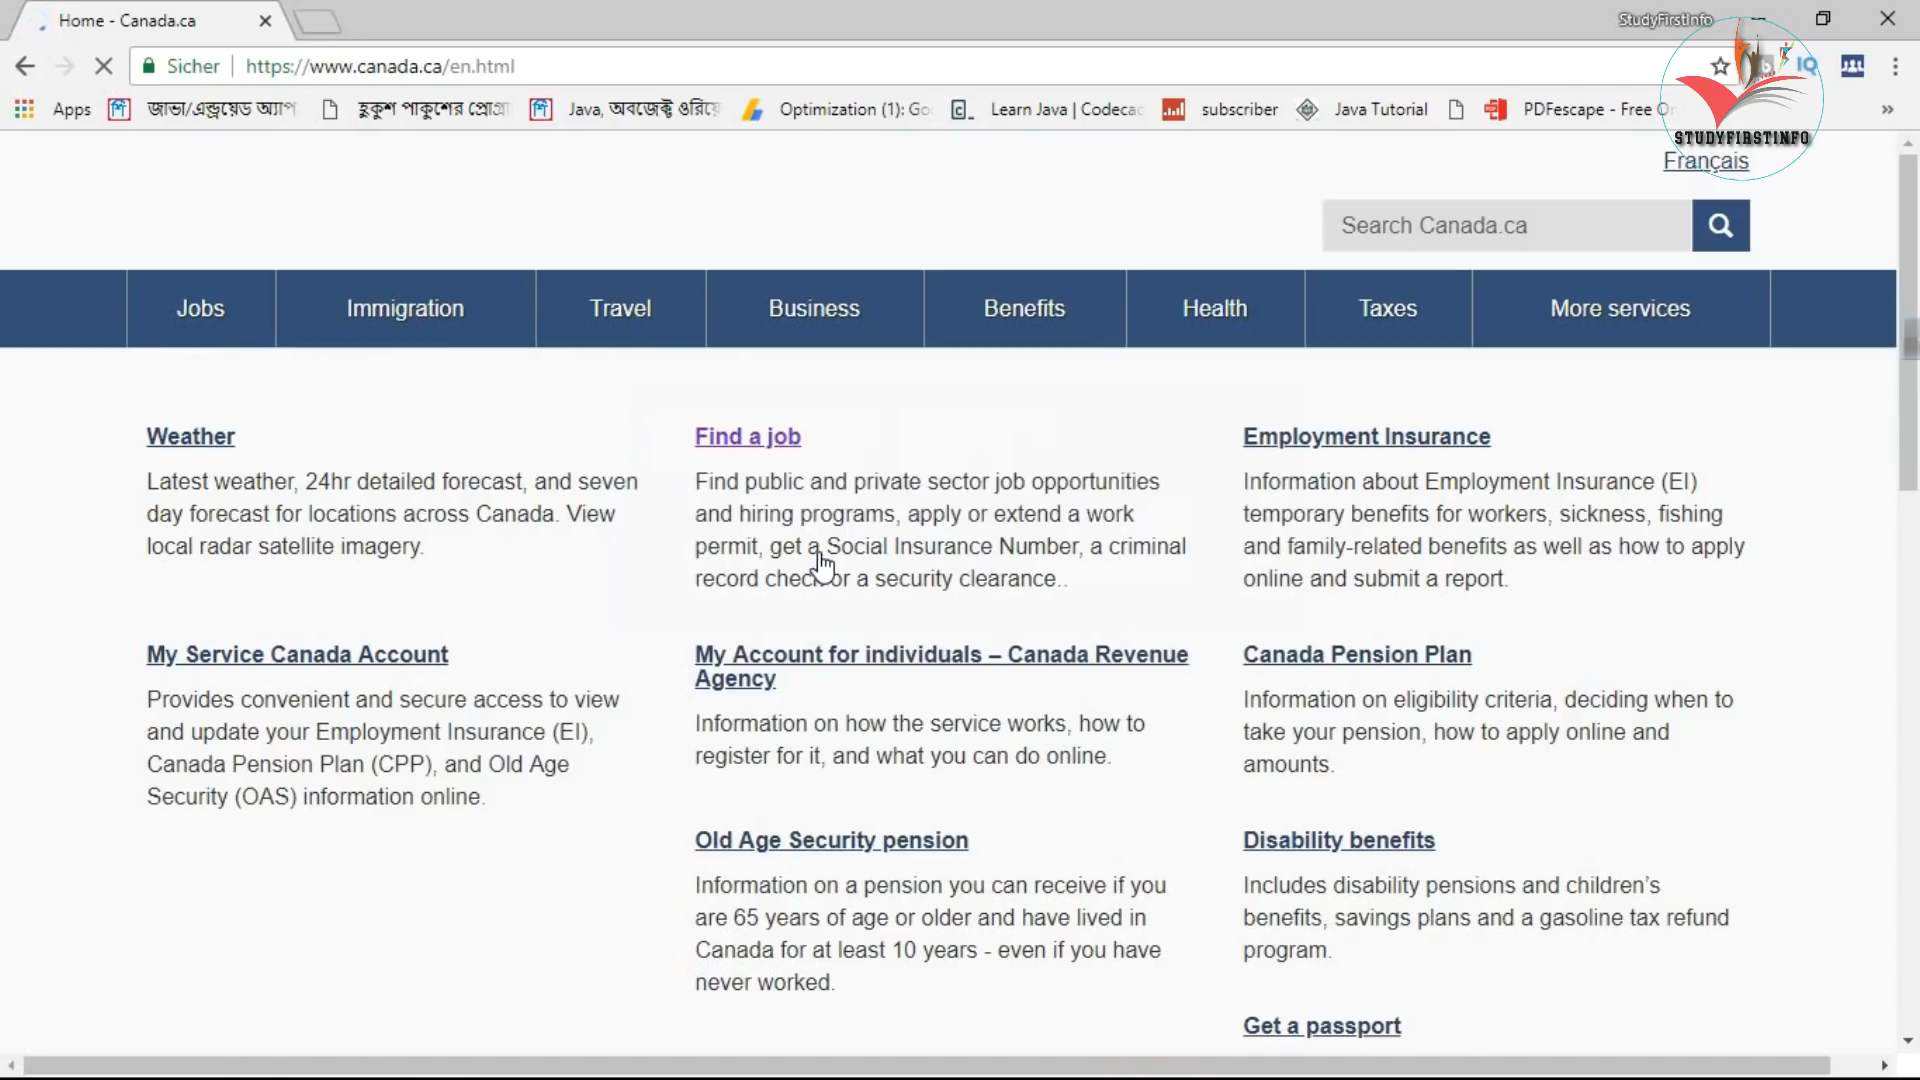 Home - Canada.ca
StudyFirstInfo
Sicher
https://www.canada.ca/en.html
IQ
Apps
জাভা/এন্ড্রয়েড অ্যাপ
হুকুশ পাকুশের প্রোগ্রা
Java, অবজেক্ট ওরিয়ে
Optimization (1): Go
Learn Java | Codecac
subscriber
Java Tutorial
PDFescape - Free Or
»
STUDYFIRSTINFO
Français
Search Canada.ca
Jobs
Immigration
Travel
Business
Benefits
Health
Taxes
More services
Weather
Latest weather, 24hr detailed forecast, and seven
day forecast for locations across Canada. View
local radar satellite imagery.
Find a job
Find public and private sector job opportunities
and hiring programs, apply or extend a work
permit, get a Social Insurance Number, a criminal
record check or a security clearance..
Employment Insurance
Information about Employment Insurance (EI)
temporary benefits for workers, sickness, fishing
and family-related benefits as well as how to apply
online and submit a report.
My Service Canada Account
Provides convenient and secure access to view
and update your Employment Insurance (EI),
Canada Pension Plan (CPP), and Old Age
Security (OAS) information online.
My Account for individuals – Canada Revenue
Agency
Information on how the service works, how to
register for it, and what you can do online.
Canada Pension Plan
Information on eligibility criteria, deciding when to
take your pension, how to apply online and
amounts.
Old Age Security pension
Information on a pension you can receive if you
are 65 years of age or older and have lived in
Canada for at least 10 years - even if you have
never worked.
Disability benefits
Includes disability pensions and children's
benefits, savings plans and a gasoline tax refund
program.
Get a passport